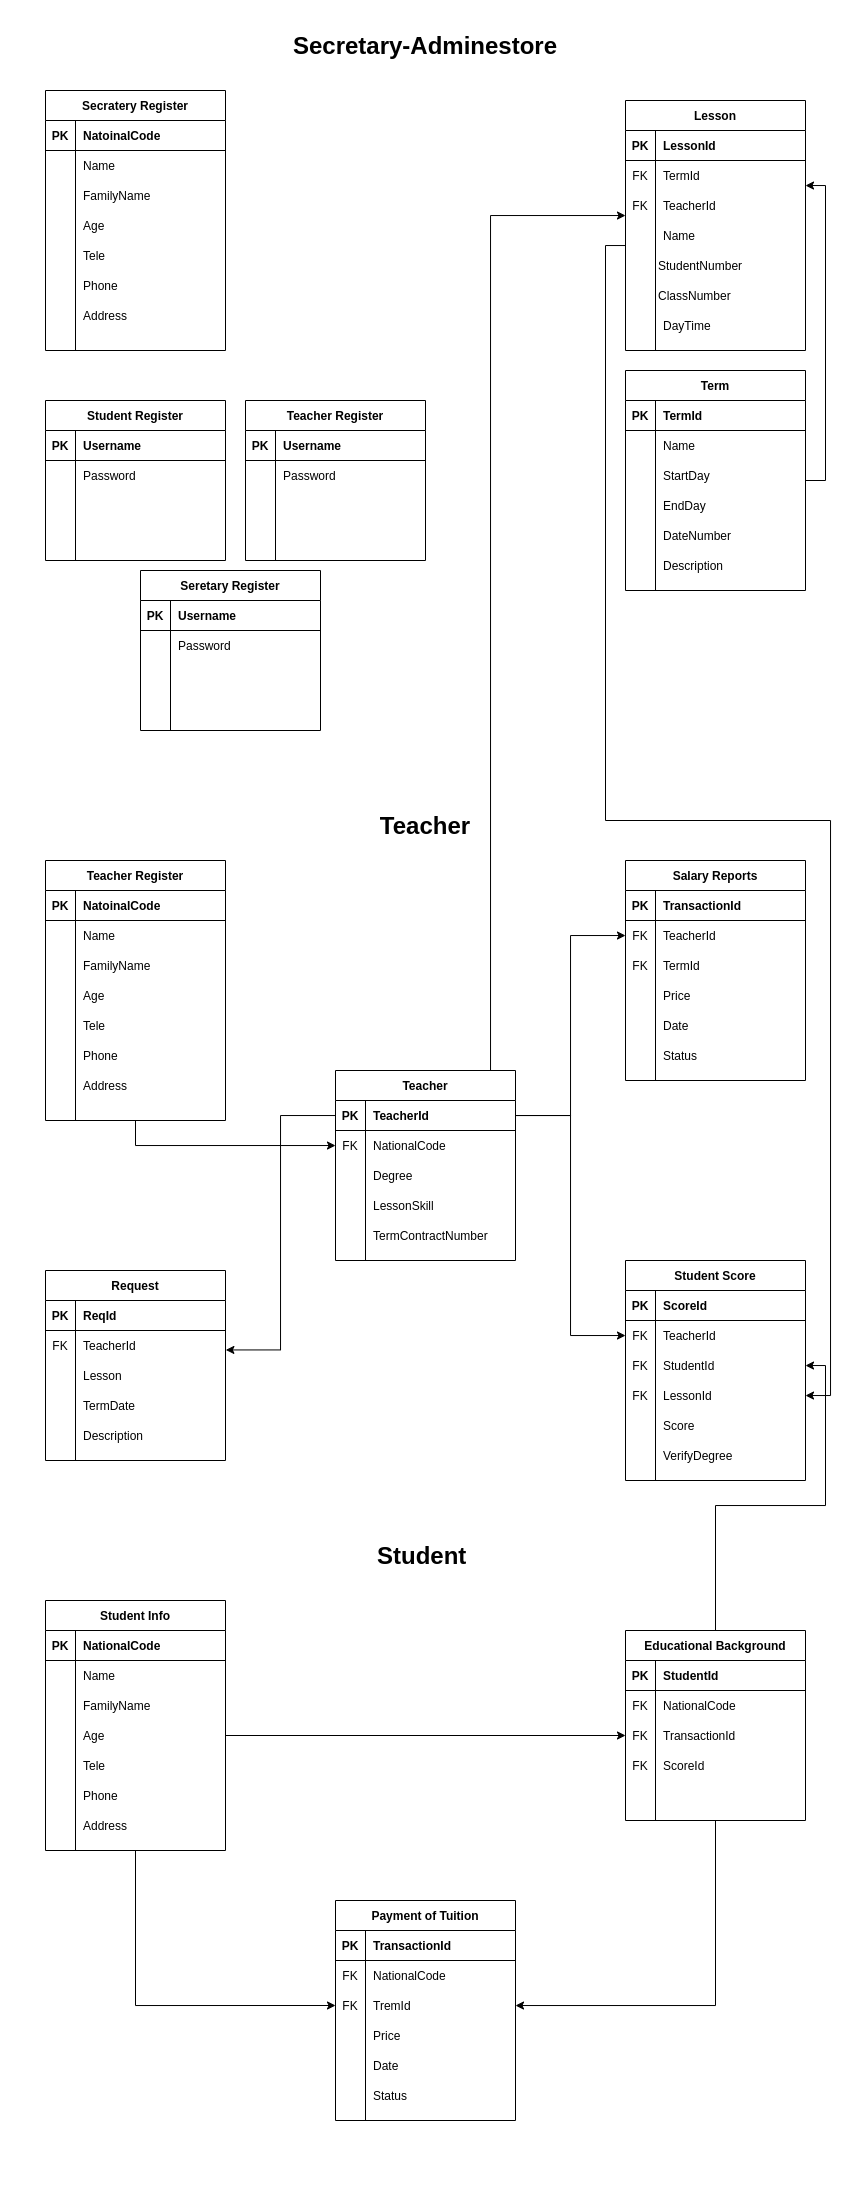 Secretary-Adminestore
Secratery Register
PK NatoinalCode
Name
FamilyName
Age
Tele
Phone
Address
Lesson
PK LessonId
FK TermId
FK TeacherId
Name
StudentNumber
ClassNumber
DayTime
Term
PK TermId
Name
StartDay
EndDay
DateNumber
Description
Student Register
PK Username
Password
Teacher Register
PK Username
Password
Seretary Register
PK Username
Password
Teacher
Teacher Register
PK NatoinalCode
Name
FamilyName
Age
Tele
Phone
Address
Salary Reports
PK TransactionId
FK TeacherId
FK TermId
Price
Date
Status
Teacher
PK TeacherId
FK NationalCode
Degree
LessonSkill
TermContractNumber
Request
PK ReqId
FK TeacherId
Lesson
TermDate
Description
Student Score
PK ScoreId
FK TeacherId
FK StudentId
FK LessonId
Score
VerifyDegree
Student
Student Info
PK NationalCode
Name
FamilyName
Age
Tele
Phone
Address
Educational Background
PK StudentId
FK NationalCode
FK TransactionId
FK ScoreId
Payment of Tuition
PK TransactionId
FK NationalCode
FK TremId
Price
Date
Status